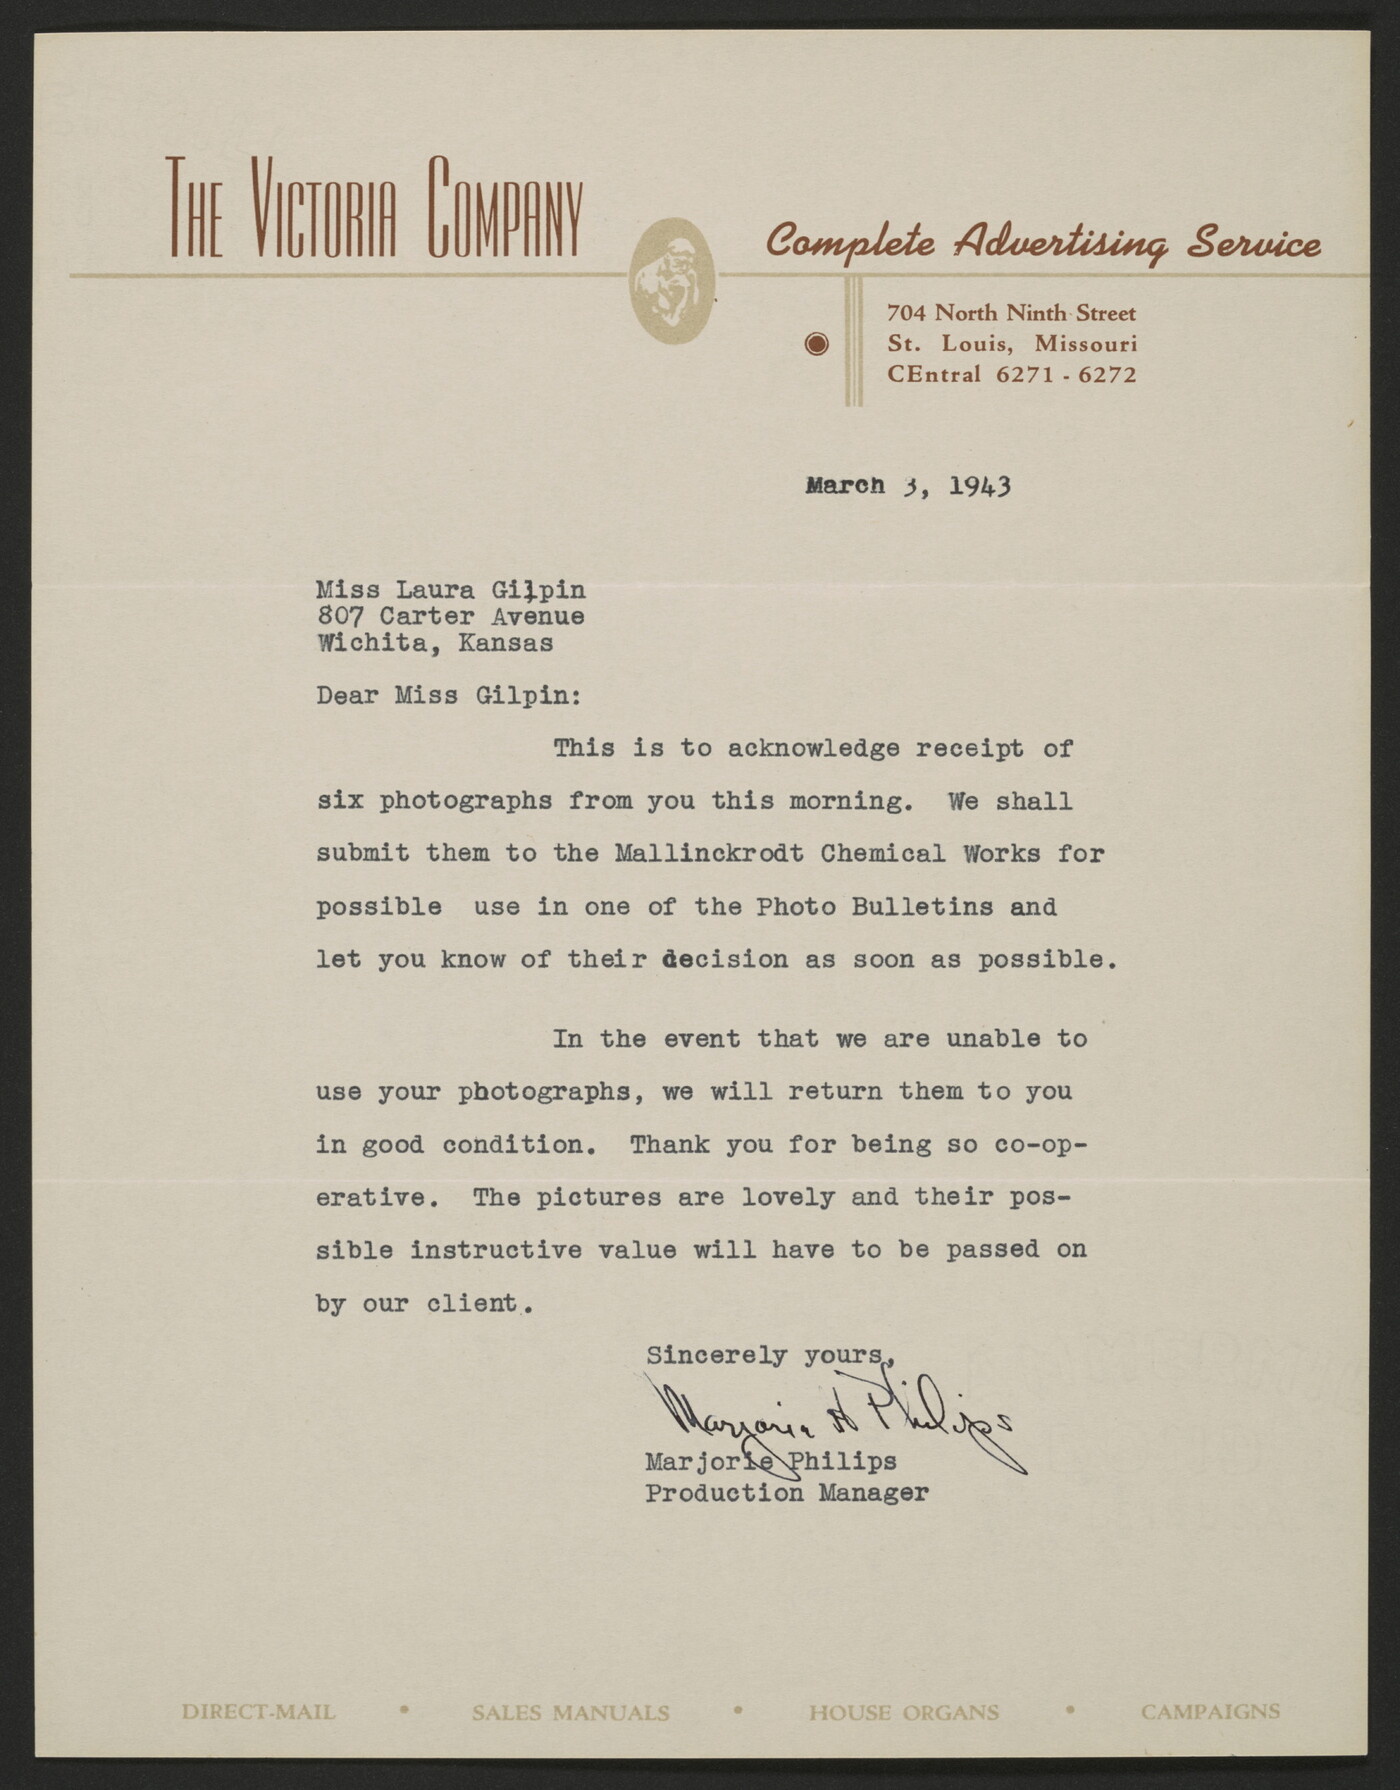 THE VICTORIA COMPANY
Complete Advertising Service
704 North Ninth Street
St. Louis, Missouri
CEntral 6271 - 6272
March 3, 1943
Miss Laura Gilpin
807 Carter Avenue
Wichita, Kansas
Dear Miss Gilpin:
This is to acknowledge receipt of
six photographs from you this morning. We shall
submit them to the Mallinckrodt Chemical Works for
possible use in one of the Photo Bulletins and
let you know of their decision as soon as possible.
In the event that we are unable to
use your photographs, we will return them to you
in good condition. Thank you for being so co-op-
erative. The pictures are lovely and their pos-
sible instructive value will have to be passed on
by our client.
Sincerely yours,
Marjorie H Philips
Marjorie Philips
Production Manager
DIRECT-MAIL • SALES MANUALS • HOUSE ORGANS • CAMPAIGNS